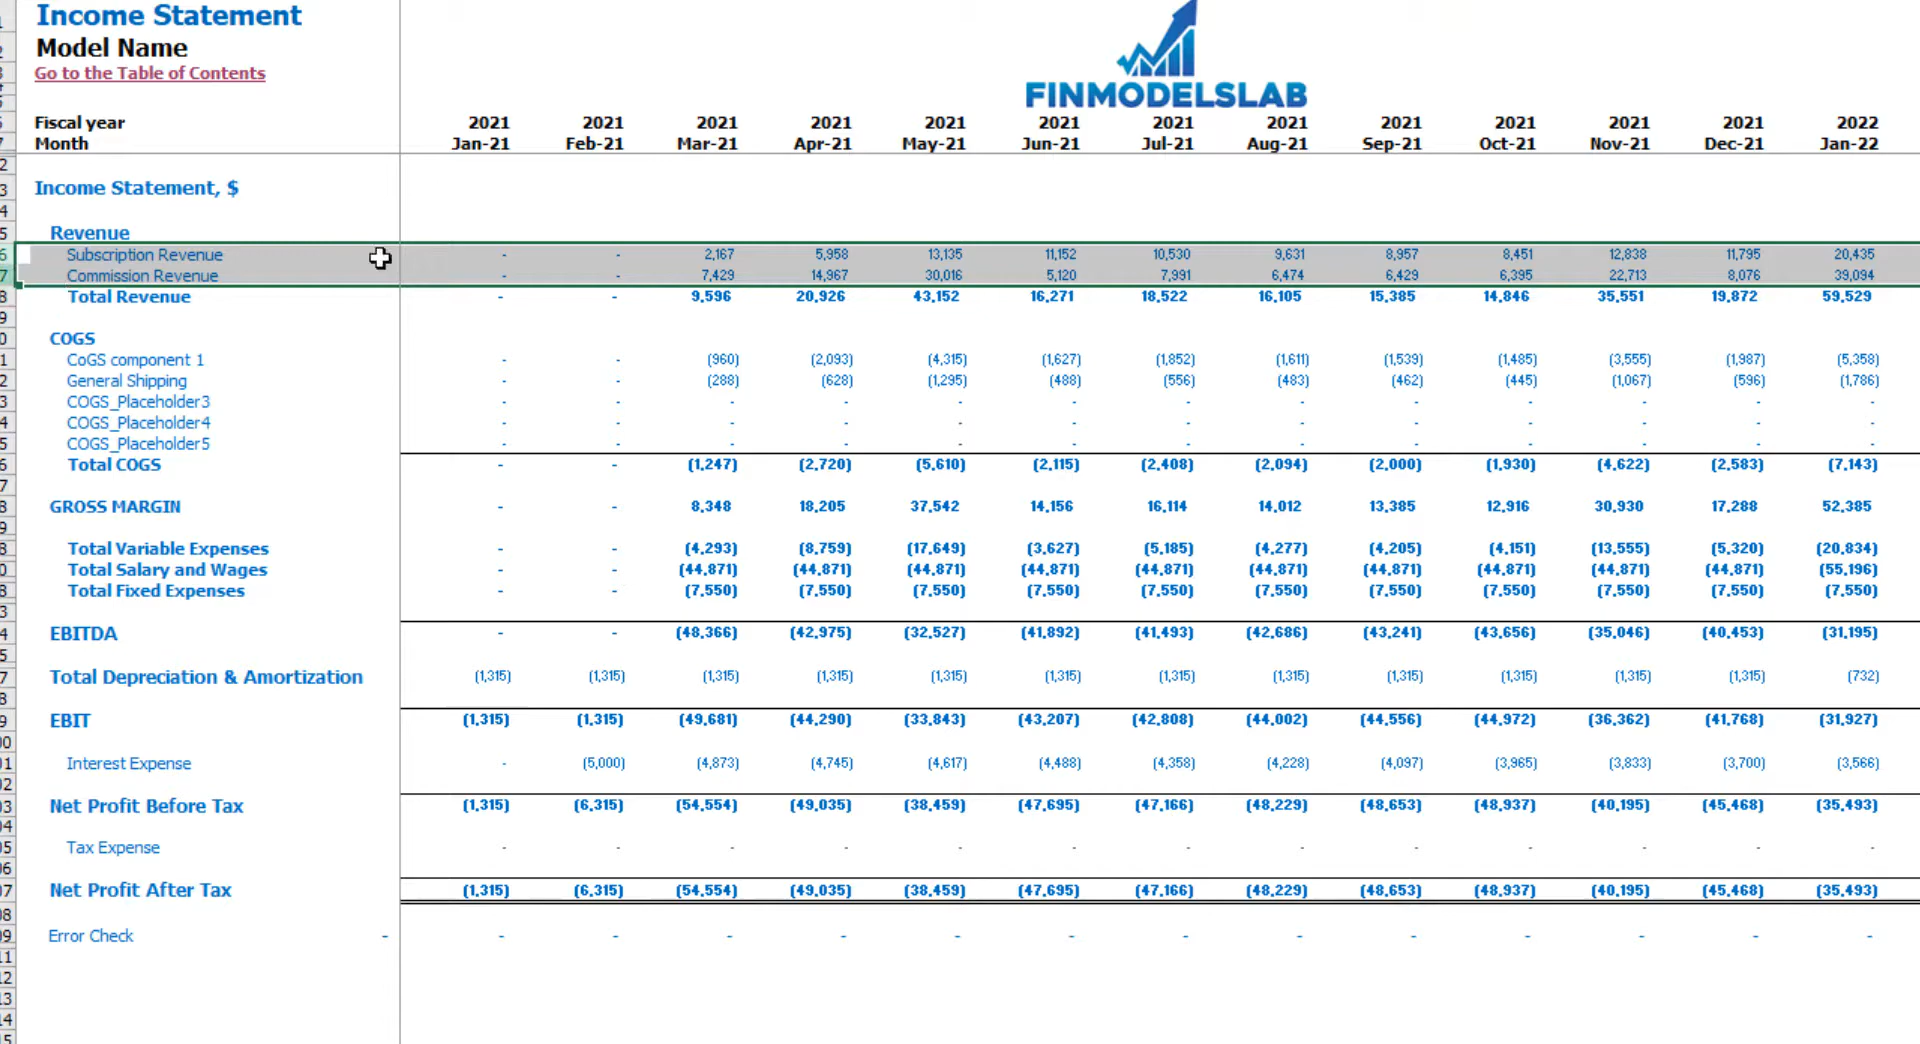 Income Statement
Model Name
Go to the Table of Contents
FINMODELSLAB
Fiscal year 2021 2021 2021 2021 2021 2021 2021 2021 2021 2021 2021 2021 2022
Month Jan-21 Feb-21 Mar-21 Apr-21 May-21 Jun-21 Jul-21 Aug-21 Sep-21 Oct-21 Nov-21 Dec-21 Jan-22
Income Statement, $
Revenue
Subscription Revenue - - 2,167 5,958 13,135 11,152 10,530 9,631 8,957 8,451 12,838 11,795 20,435
Commission Revenue - - 7,429 14,967 30,016 5,120 7,991 6,474 6,429 6,395 22,713 8,076 39,094
Total Revenue - - 9,596 20,926 43,152 16,271 18,522 16,105 15,385 14,846 35,551 19,872 59,529
COGS
CoGS component 1 - - (960) (2,093) (4,315) (1,627) (1,852) (1,611) (1,539) (1,485) (3,555) (1,987) (5,358)
General Shipping - - (288) (628) (1,295) (488) (556) (483) (462) (445) (1,067) (596) (1,786)
COGS_Placeholder3 - - - - - - - - - - - - -
COGS_Placeholder4 - - - - - - - - - - - - -
COGS_Placeholder5 - - - - - - - - - - - - -
Total COGS - - (1,247) (2,720) (5,610) (2,115) (2,408) (2,094) (2,000) (1,930) (4,622) (2,583) (7,143)
GROSS MARGIN - - 8,348 18,205 37,542 14,156 16,114 14,012 13,385 12,916 30,930 17,288 52,385
Total Variable Expenses - - (4,293) (8,759) (17,649) (3,627) (5,185) (4,277) (4,205) (4,151) (13,555) (5,320) (20,834)
Total Salary and Wages - - (44,871) (44,871) (44,871) (44,871) (44,871) (44,871) (44,871) (44,871) (44,871) (44,871) (55,196)
Total Fixed Expenses - - (7,550) (7,550) (7,550) (7,550) (7,550) (7,550) (7,550) (7,550) (7,550) (7,550) (7,550)
EBITDA - - (48,366) (42,975) (32,527) (41,892) (41,493) (42,686) (43,241) (43,656) (35,046) (40,453) (31,195)
Total Depreciation & Amortization (1,315) (1,315) (1,315) (1,315) (1,315) (1,315) (1,315) (1,315) (1,315) (1,315) (1,315) (1,315) (732)
EBIT (1,315) (1,315) (49,681) (44,290) (33,843) (43,207) (42,808) (44,002) (44,556) (44,972) (36,362) (41,768) (31,927)
Interest Expense - (5,000) (4,873) (4,745) (4,617) (4,488) (4,358) (4,228) (4,097) (3,965) (3,833) (3,700) (3,566)
Net Profit Before Tax (1,315) (6,315) (54,554) (49,035) (38,459) (47,695) (47,166) (48,229) (48,653) (48,937) (40,195) (45,468) (35,493)
Tax Expense - - - - - - - - - - - - -
Net Profit After Tax (1,315) (6,315) (54,554) (49,035) (38,459) (47,695) (47,166) (48,229) (48,653) (48,937) (40,195) (45,468) (35,493)
Error Check - - - - - - - - - - - - - -